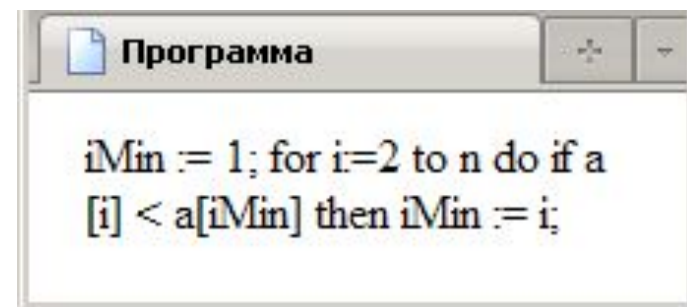 Программа
iMin := 1; for i:=2 to n do if a
[i] < a[iMin] then iMin := i;